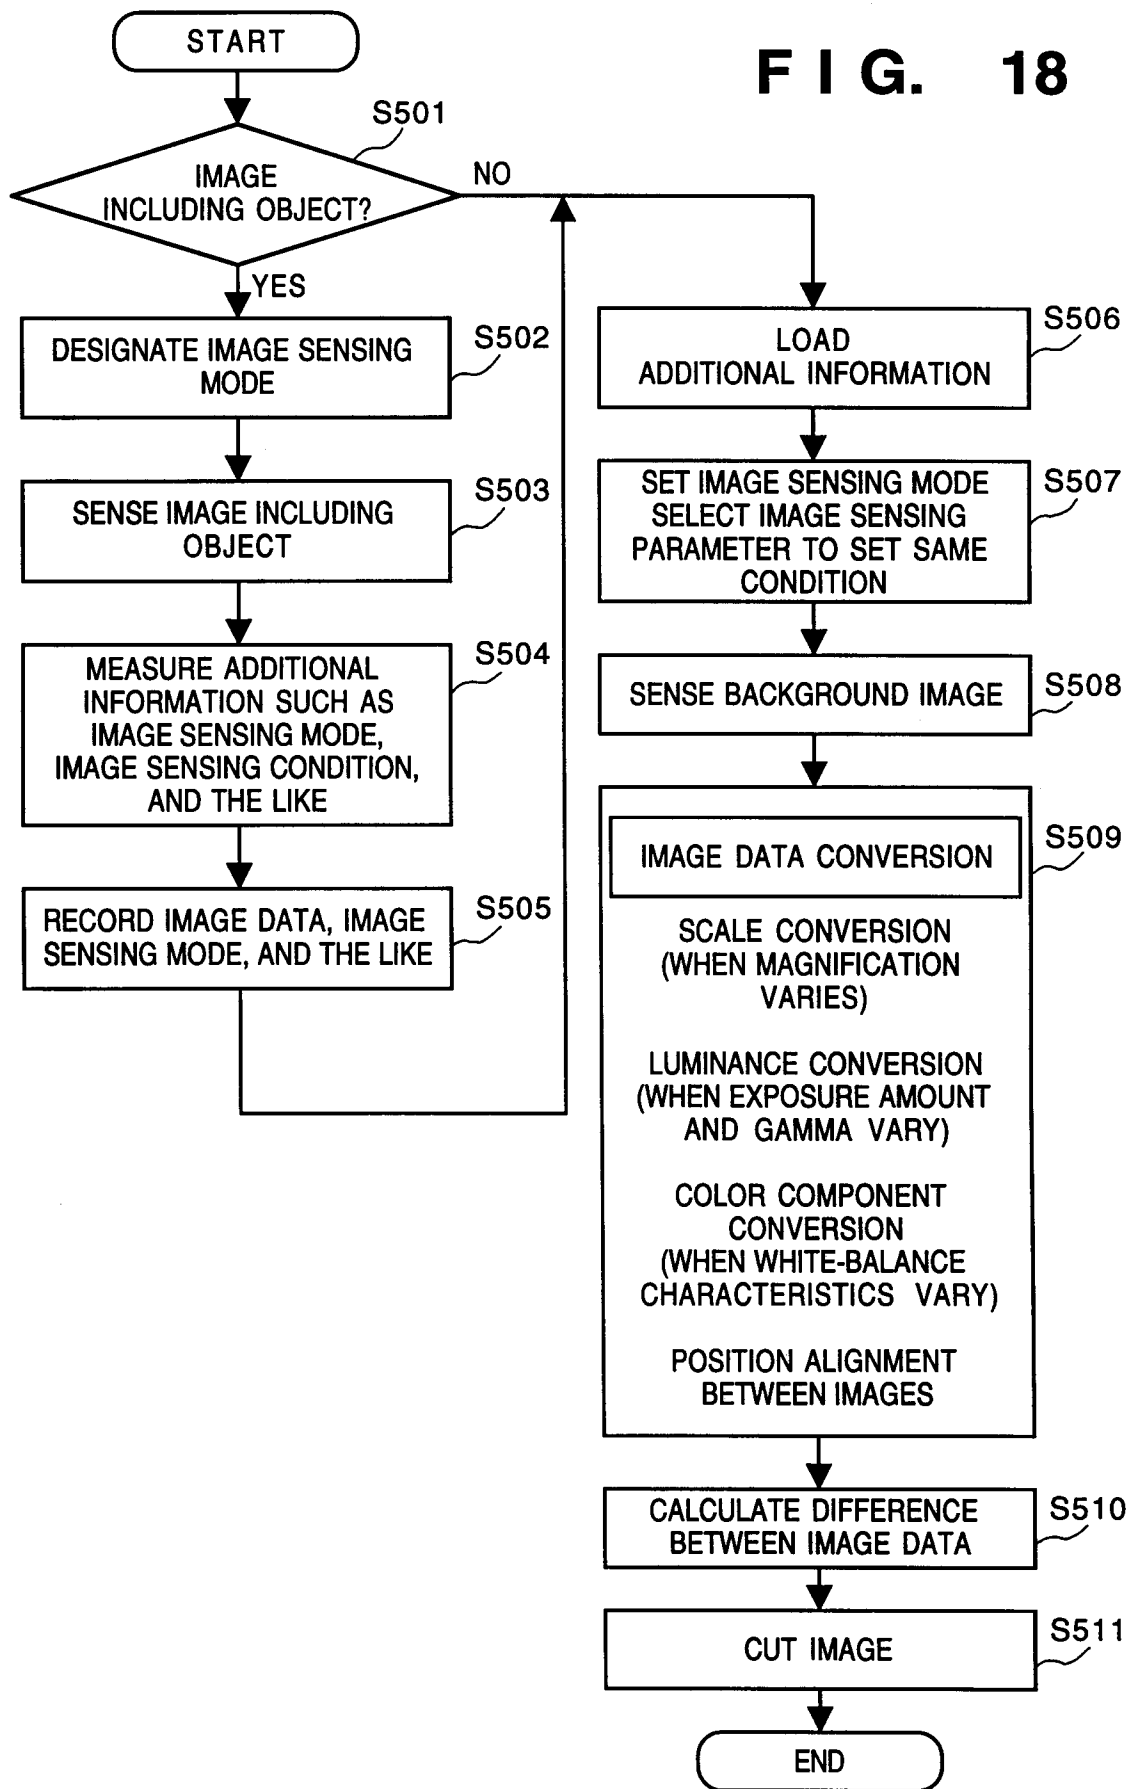 START
FIG. 18
S501
IMAGE
INCLUDING OBJECT?
NO
YES
DESIGNATE IMAGE SENSING
MODE
S502
SENSE IMAGE INCLUDING
OBJECT
S503
MEASURE ADDITIONAL
INFORMATION SUCH AS
IMAGE SENSING MODE,
IMAGE SENSING CONDITION,
AND THE LIKE
S504
RECORD IMAGE DATA, IMAGE
SENSING MODE, AND THE LIKE
S505
LOAD
ADDITIONAL INFORMATION
S506
SET IMAGE SENSING MODE
SELECT IMAGE SENSING
PARAMETER TO SET SAME
CONDITION
S507
SENSE BACKGROUND IMAGE
S508
IMAGE DATA CONVERSION
S509
SCALE CONVERSION
(WHEN MAGNIFICATION
VARIES)
LUMINANCE CONVERSION
(WHEN EXPOSURE AMOUNT
AND GAMMA VARY)
COLOR COMPONENT
CONVERSION
(WHEN WHITE-BALANCE
CHARACTERISTICS VARY)
POSITION ALIGNMENT
BETWEEN IMAGES
CALCULATE DIFFERENCE
BETWEEN IMAGE DATA
S510
CUT IMAGE
S511
END